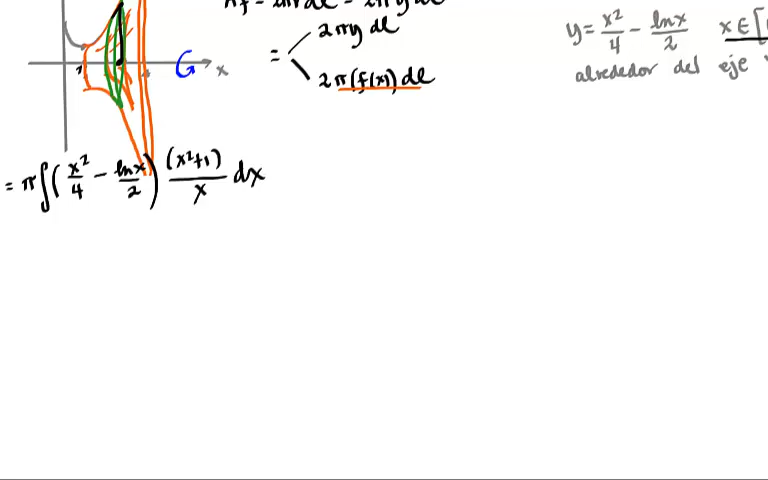 = 2πy dl
2π(f(x)) dl
y = x²/4 - lnx/2 x ∈ [
alrededor del eje
x
= π∫(x²/4 - lnx/2) (x²+1)/x dx